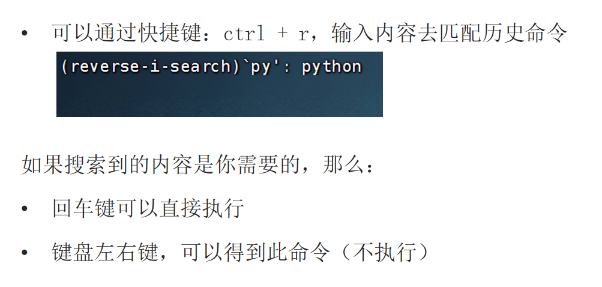 • 可以通过快捷键：ctrl + r，输入内容去匹配历史命令
(reverse-i-search)`py': python
如果搜索到的内容是你需要的，那么：
• 回车键可以直接执行
• 键盘左右键，可以得到此命令（不执行）